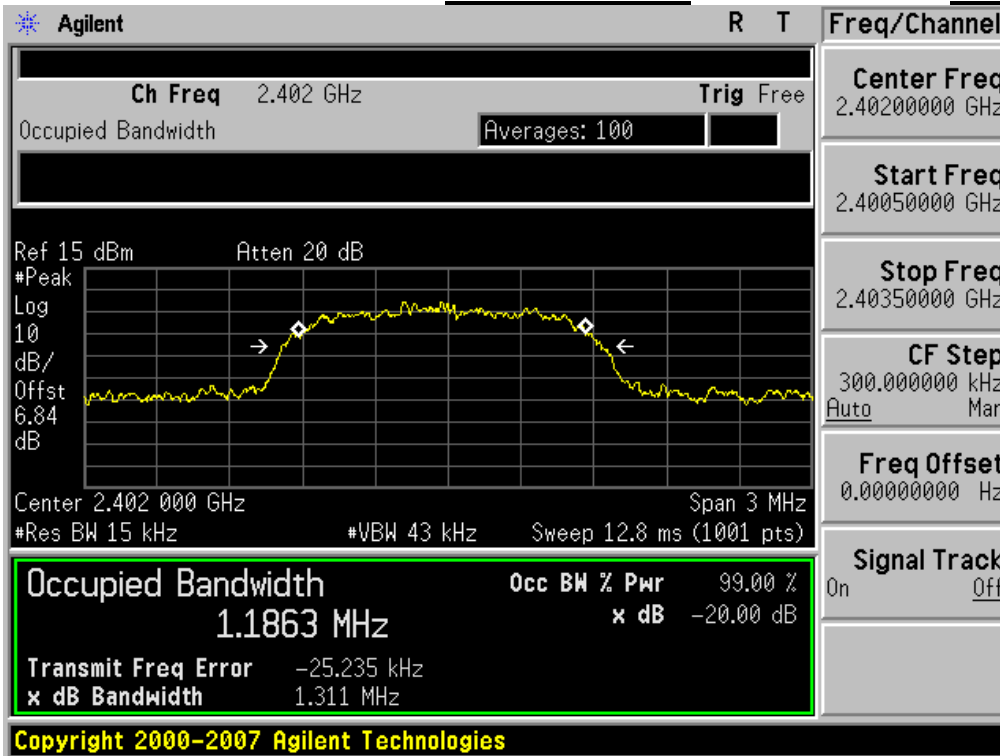 Agilent
R T
Freq/Channel
Ch Freq 2.402 GHz
Trig Free
Occupied Bandwidth
Averages: 100
Ref 15 dBm
Atten 20 dB
#Peak
Log
10
dB/
Offst
6.84
dB
Center 2.402 000 GHz
Span 3 MHz
#Res BW 15 kHz
#VBW 43 kHz
Sweep 12.8 ms (1001 pts)
Occupied Bandwidth
1.1863 MHz
Occ BW % Pwr 99.00 %
x dB -20.00 dB
Transmit Freq Error -25.235 kHz
x dB Bandwidth 1.311 MHz
Copyright 2000-2007 Agilent Technologies
Center Freq
2.40200000 GHz
Start Freq
2.40050000 GHz
Stop Freq
2.40350000 GHz
CF Step
300.000000 kHz
Auto Man
Freq Offset
0.00000000 Hz
Signal Track
On Off